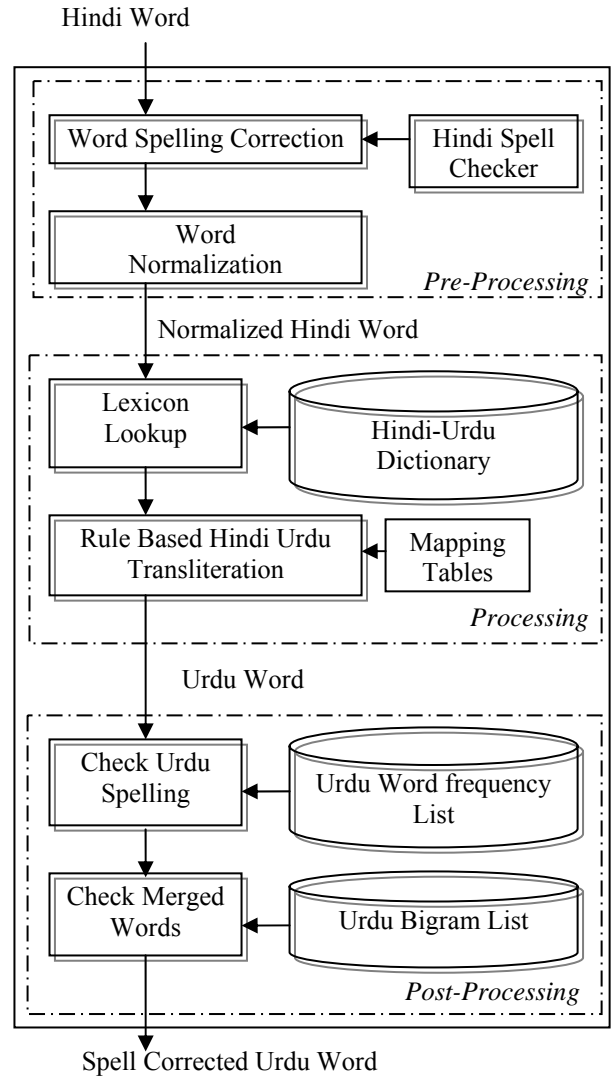 Hindi Word
Word Spelling Correction
Hindi Spell
Checker
Word
Normalization
Pre-Processing
Normalized Hindi Word
Lexicon
Lookup
Hindi-Urdu
Dictionary
Rule Based Hindi Urdu
Transliteration
Mapping
Tables
Processing
Urdu Word
Check Urdu
Spelling
Urdu Word frequency
List
Check Merged
Words
Urdu Bigram List
Post-Processing
Spell Corrected Urdu Word